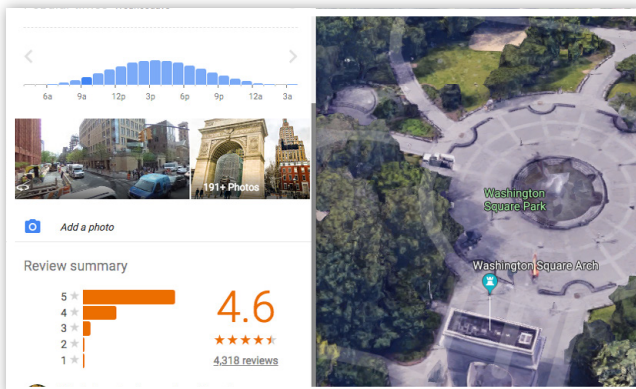 6a 9a 12p 3p 6p 9p 12a 3a
191+ Photos
Add a photo
Review summary
5
4
3
2
1
4.6
4,318 reviews
Washington
Square Park
Washington Square Arch